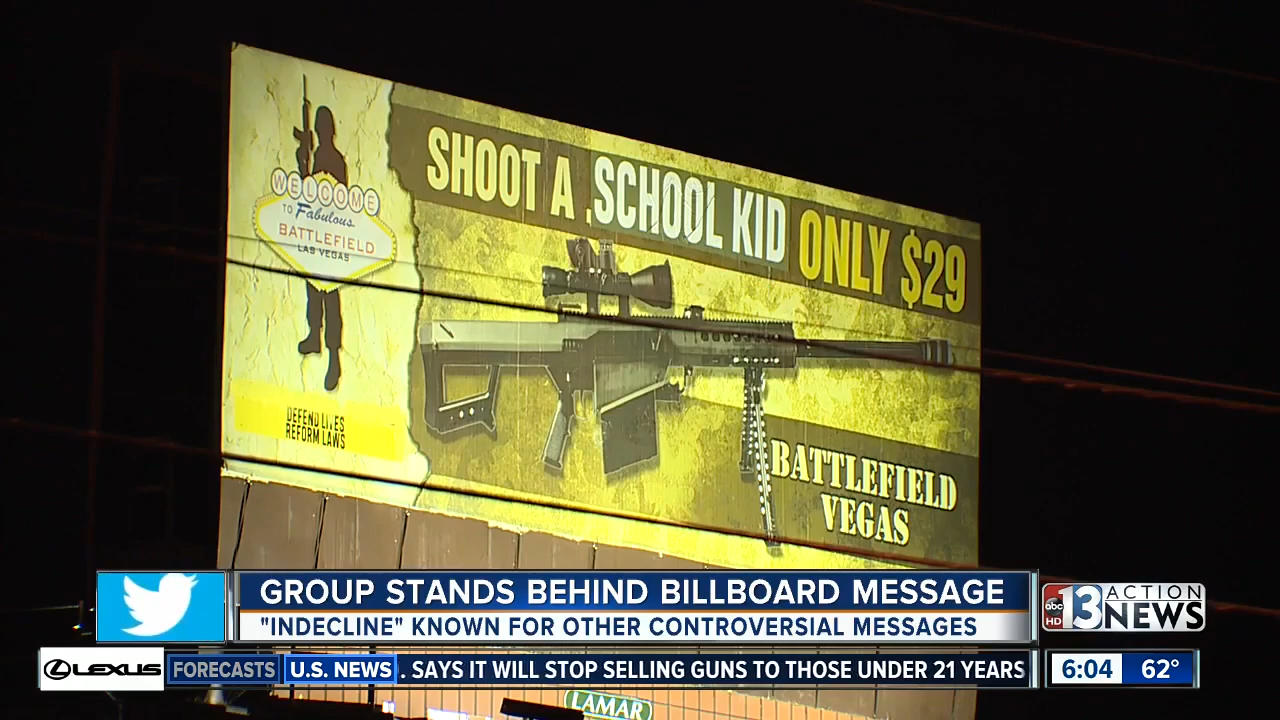 SHOOT A .SCHOOL KID ONLY $29
WELCOME
TO Fabulous
BATTLEFIELD
LAS VEGAS
DEFEND LIVES
REFORM LAWS
BATTLEFIELD
VEGAS
GROUP STANDS BEHIND BILLBOARD MESSAGE
"INDECLINE" KNOWN FOR OTHER CONTROVERSIAL MESSAGES
abc
HD
13
ACTION
NEWS
LEXUS
FORECASTS
U.S. NEWS
. SAYS IT WILL STOP SELLING GUNS TO THOSE UNDER 21 YEARS
6:04
62°
LAMAR